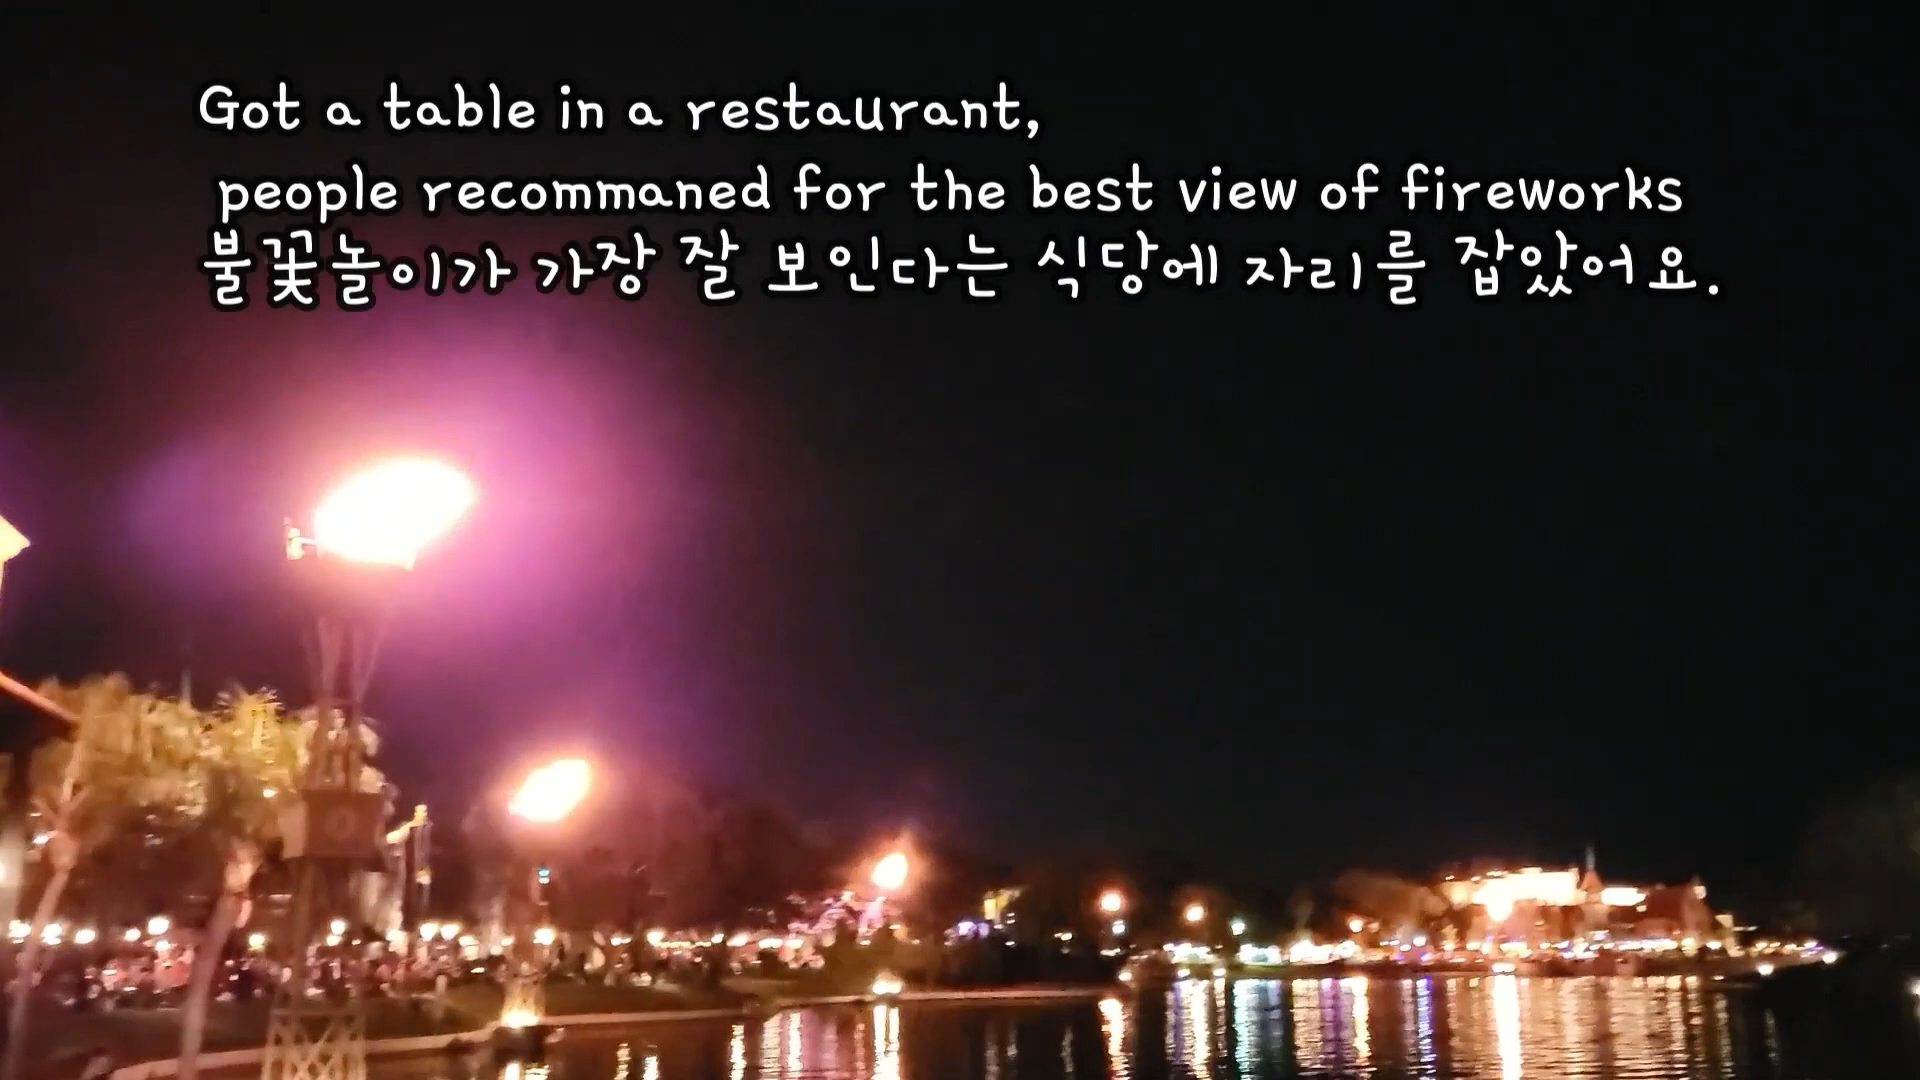 Got a table in a restaurant,
people recommaned for the best view of fireworks
불꽃놀이가 가장 잘 보인다는 식당에 자리를 잡았어요.